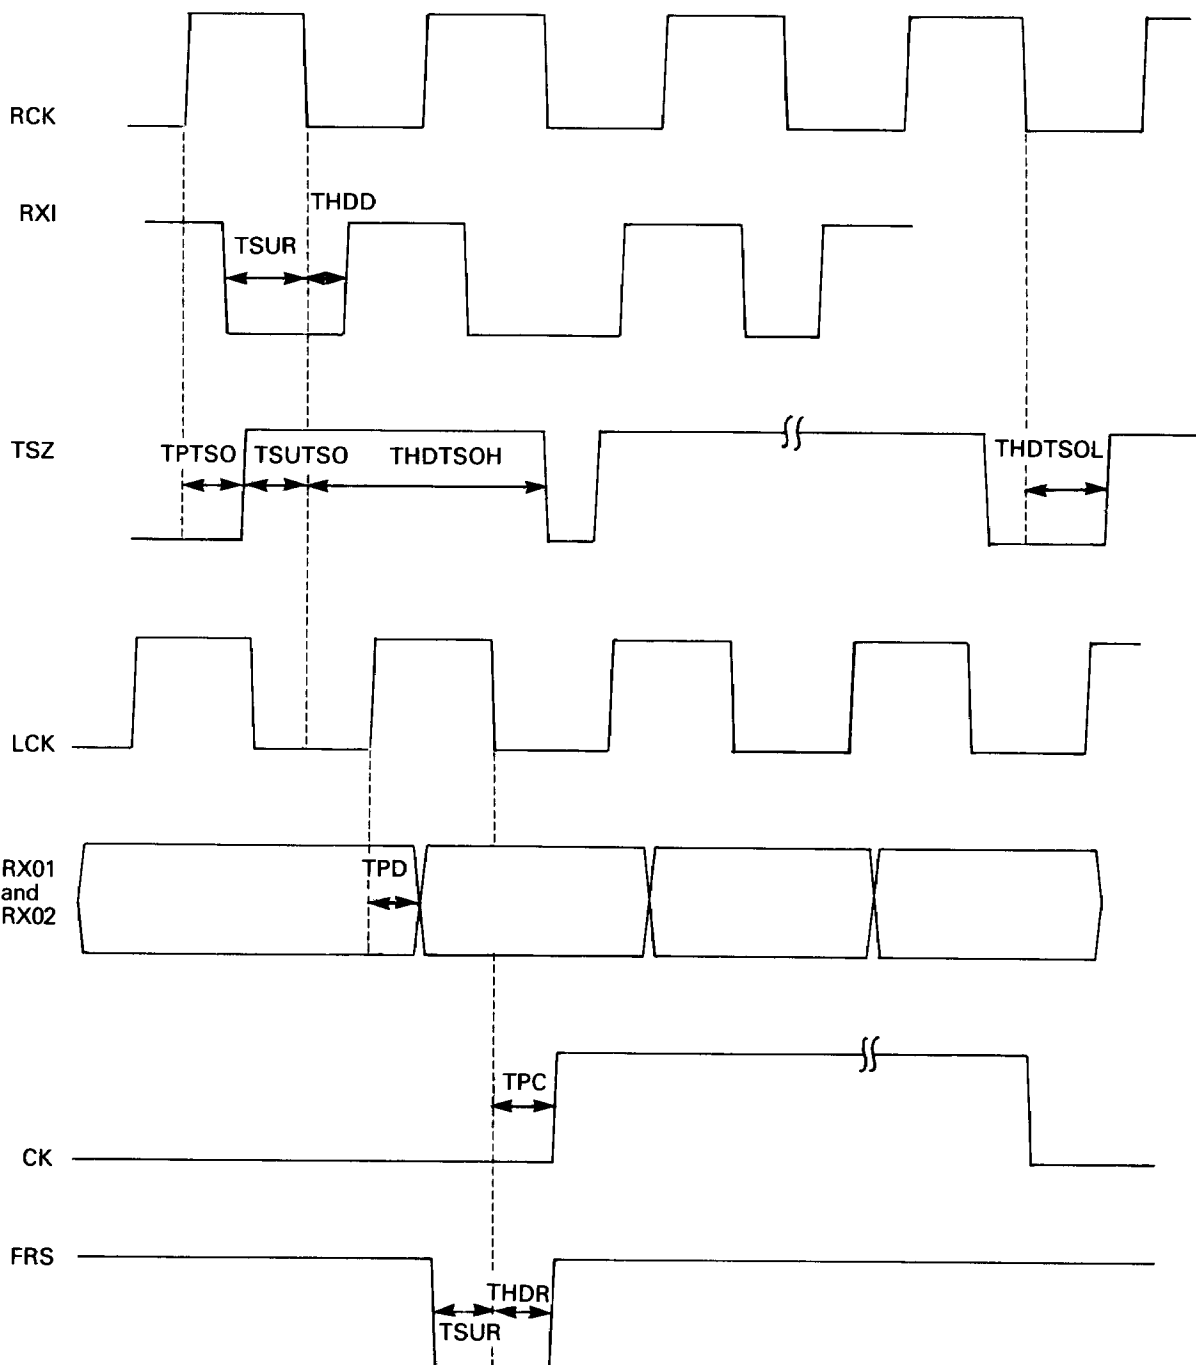 RCK
RXI
THDD
TSUR
TSZ
TPTSO
TSUTSO
THDTSOH
THDTSOL
LCK
RX01
and
RX02
TPD
TPC
CK
FRS
THDR
TSUR